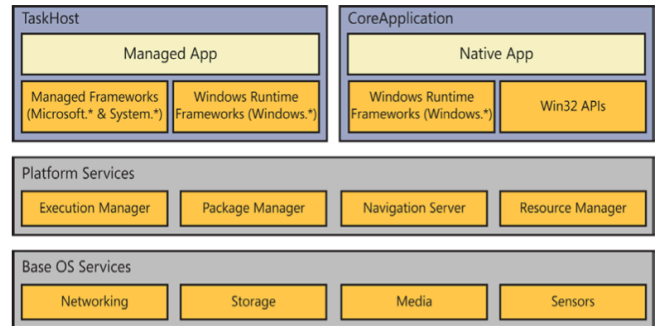 TaskHost
Managed App
Managed Frameworks
(Microsoft.* & System.*)
Windows Runtime
Frameworks (Windows.*)
CoreApplication
Native App
Windows Runtime
Frameworks (Windows.*)
Win32 APIs
Platform Services
Execution Manager
Package Manager
Navigation Server
Resource Manager
Base OS Services
Networking
Storage
Media
Sensors